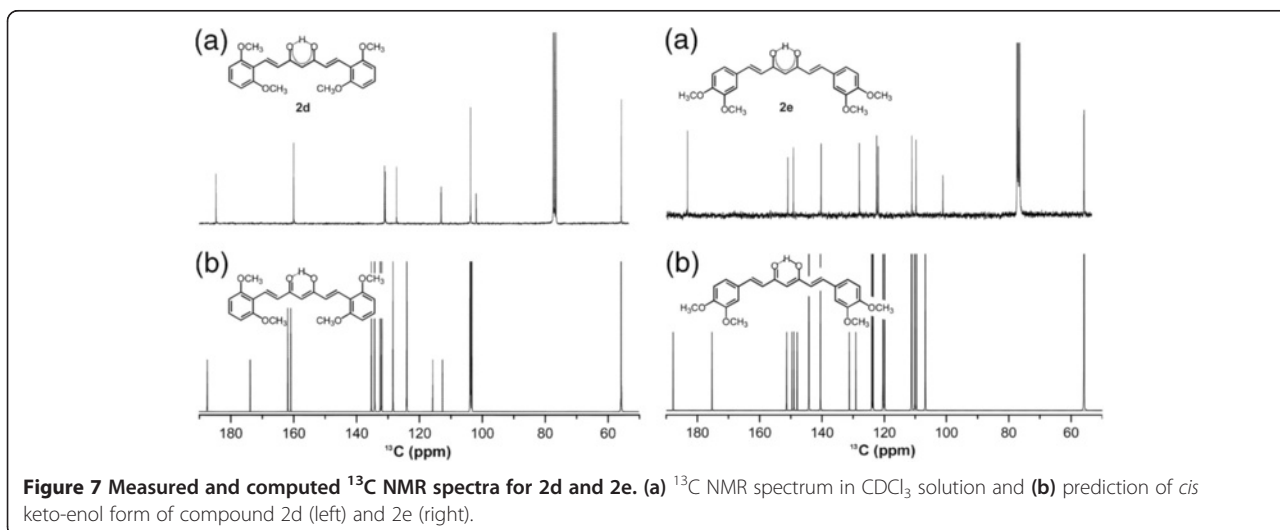 (a)
OCH₃
H
O O
OCH₃
OCH₃
OCH₃
2d
(b)
OCH₃
H
O O
OCH₃
OCH₃
OCH₃
180 160 140 120 100 80 60
¹³C (ppm)
(a)
H
O O
H₃CO
OCH₃
OCH₃
OCH₃
2e
(b)
H
O O
H₃CO
OCH₃
OCH₃
OCH₃
180 160 140 120 100 80 60
¹³C (ppm)
Figure 7 Measured and computed ¹³C NMR spectra for 2d and 2e. (a) ¹³C NMR spectrum in CDCl₃ solution and (b) prediction of cis
keto-enol form of compound 2d (left) and 2e (right).